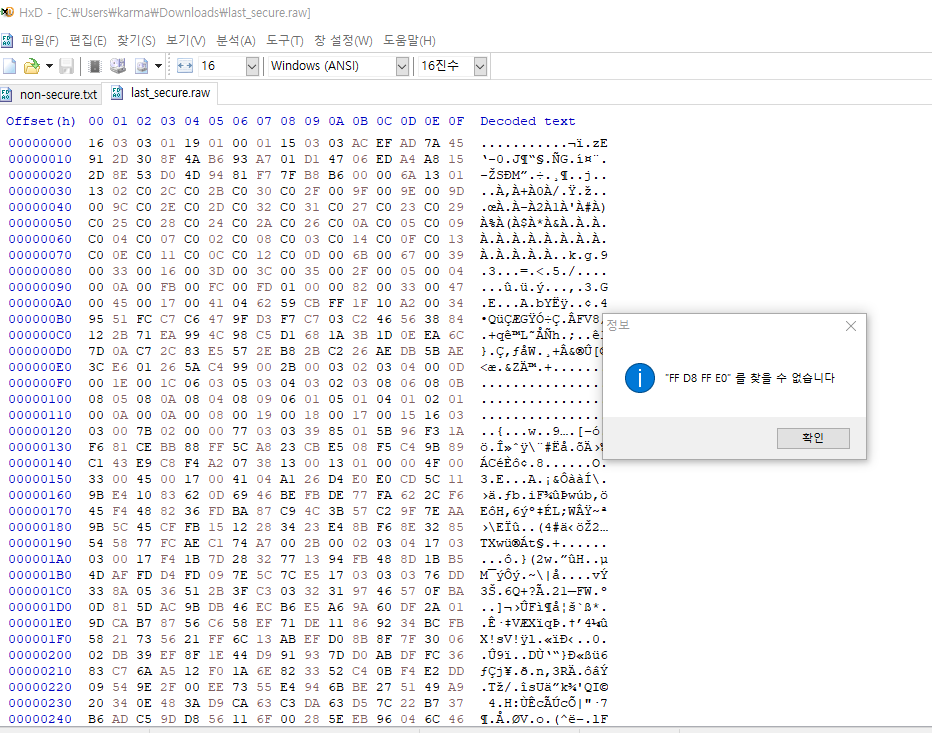 HxD - [C:₩Users₩karma₩Downloads₩last_secure.raw]
파일(F) 편집(E) 찾기(S) 보기(V) 분석(A) 도구(T) 창 설정(W) 도움말(H)
16 Windows (ANSI) 16진수
non-secure.txt last_secure.raw
Offset(h) 00 01 02 03 04 05 06 07 08 09 0A 0B 0C 0D 0E 0F Decoded text
00000000 16 03 03 01 19 01 00 01 15 03 03 AC EF AD 7A 45 ...........¬ï.zE
00000010 91 2D 30 8F 4A B6 93 A7 01 D1 47 06 ED A4 A8 15 ‘-0.J¶“§.ÑG.í¤¨.
00000020 2D 8E 53 D0 4D 94 81 F7 7F B8 B6 00 00 6A 13 01 -ŽSÐM”.÷.¸¶..j..
00000030 13 02 C0 2C C0 2B C0 30 C0 2F 00 9F 00 9E 00 9D ..À,À+À0À/.Ÿ.ž..
00000040 00 9C C0 2E C0 2D C0 32 C0 31 C0 27 C0 23 C0 29 .œÀ.À-À2À1À'À#À)
00000050 C0 25 C0 28 C0 24 C0 2A C0 26 C0 0A C0 05 C0 09 À%À(À$À*À&À.À.À.
00000060 C0 04 C0 07 C0 02 C0 08 C0 03 C0 14 C0 0F C0 13 À.À.À.À.À.À.À.À.
00000070 C0 0E C0 11 C0 0C C0 12 C0 0D 00 6B 00 67 00 39 À.À.À.À.À..k.g.9
00000080 00 33 00 16 00 3D 00 3C 00 35 00 2F 00 05 00 04 .3...=.<.5./....
00000090 00 0A 00 FB 00 FC 00 FD 01 00 00 82 00 33 00 47 ...û.ü.ý...‚.3.G
000000A0 00 45 00 17 00 41 04 62 59 CB FF 1F 10 A2 00 34 .E...A.bYËÿ..¢.4
000000B0 95 51 FC C7 C6 47 9F D3 F7 C7 03 C2 46 56 38 84 •QüÇÆGŸÓ÷Ç.ÂFV8
000000C0 12 2B 71 EA 99 4C 98 C5 D1 68 1A 3B 1D 0E EA 6C .+qê™L˜ÅÑh.;..ê
000000D0 7D 0A C7 2C 83 E5 57 2E B8 2B C2 26 AE DB 5B AE }.Ç,ƒåW.¸+Â&®Û[
000000E0 3C E6 01 26 5A C4 99 00 2B 00 03 02 03 04 00 0D <æ.&ZÄ™.+.......
000000F0 00 1E 00 1C 06 03 05 03 04 03 02 03 08 06 08 0B ................
00000100 08 05 08 0A 08 04 08 09 06 01 05 01 04 01 02 01 ................
00000110 00 0A 00 0A 00 08 00 19 00 18 00 17 00 15 16 03 ................
00000120 03 00 7B 02 00 00 77 03 03 39 85 01 5B 96 F3 1A ..{...w..9….[–ó
00000130 F6 81 CE BB 88 FF 5C A8 23 CB E5 08 F5 C4 9B 89 ö.Î»ˆÿ\¨#Ëå.õÄ›‰
00000140 C1 43 E9 C8 F4 A2 07 38 13 00 13 01 00 00 4F 00 ÁCéÈô¢.8......O.
00000150 33 00 45 00 17 00 41 04 A1 26 D4 E0 E0 CD 5C 11 3.E...A.¡&ÔààÍ\.
00000160 9B E4 10 83 62 0D 69 46 BE FB DE 77 FA 62 2C F6 ›ä.ƒb.iF¾ûÞwúb,ö
00000170 45 F4 48 82 36 FD BA 87 C9 4C 3B 57 C2 9F 7E AA EôH‚6ýº‡ÉL;WÂŸ~ª
00000180 9B 5C 45 CF FB 15 12 28 34 23 E4 8B F6 8E 32 85 ›\EÏû..(4#ä‹öŽ2…
00000190 54 58 77 FC AE C1 74 A7 00 2B 00 02 03 04 17 03 TXwü®Át§.+......
000001A0 03 00 17 F4 1B 7D 28 32 77 13 94 FB 48 8D 1B B5 ...ô.}(2w.”ûH..µ
000001B0 4D AF FD D4 FD 09 7E 5C 7C E5 17 03 03 03 76 DD M¯ýÔý.~\|å....vÝ
000001C0 33 8A 05 36 51 2B 3F C3 03 32 31 97 46 57 0F BA 3Š.6Q+?Ã.21—FW.º
000001D0 0D 81 5D AC 9B DB 46 EC B6 E5 A6 9A 60 DF 2A 01 ..]¬›ÛFì¶å¦š`ß*.
000001E0 9D CA B7 87 56 C6 58 EF 71 DE 11 86 92 34 BC FB .Ê·‡VÆXïqÞ.†’4¼û
000001F0 58 21 73 56 21 FF 6C 13 AB EF D0 8B 8F 7F 30 06 X!sV!ÿl.«ïÐ‹..0.
00000200 02 DB 39 EF 8F 1E 44 D9 91 93 7D D0 AB DF FC 36 .Û9ï..DÙ‘“}Ð«ßü6
00000210 83 C7 6A A5 12 F0 1A 6E 82 33 52 C4 0B F4 E2 DD ƒÇj¥.ð.n‚3RÄ.ôâÝ
00000220 09 54 9E 2F 00 EE 73 55 E4 94 6B BE 27 51 49 A9 .Tž/.îsUä”k¾'QI©
00000230 20 34 0E 48 3A D9 CA 63 C3 DA 63 D5 7C 22 B7 37 4.H:ÙÊcÃÚcÕ|"·7
00000240 B6 AD C5 9D D8 56 11 6F 00 28 5E EB 96 04 6C 46 ¶.Å.ØV.o.(^ë–.lF
정보
"FF D8 FF E0" 를 찾을 수 없습니다
확인